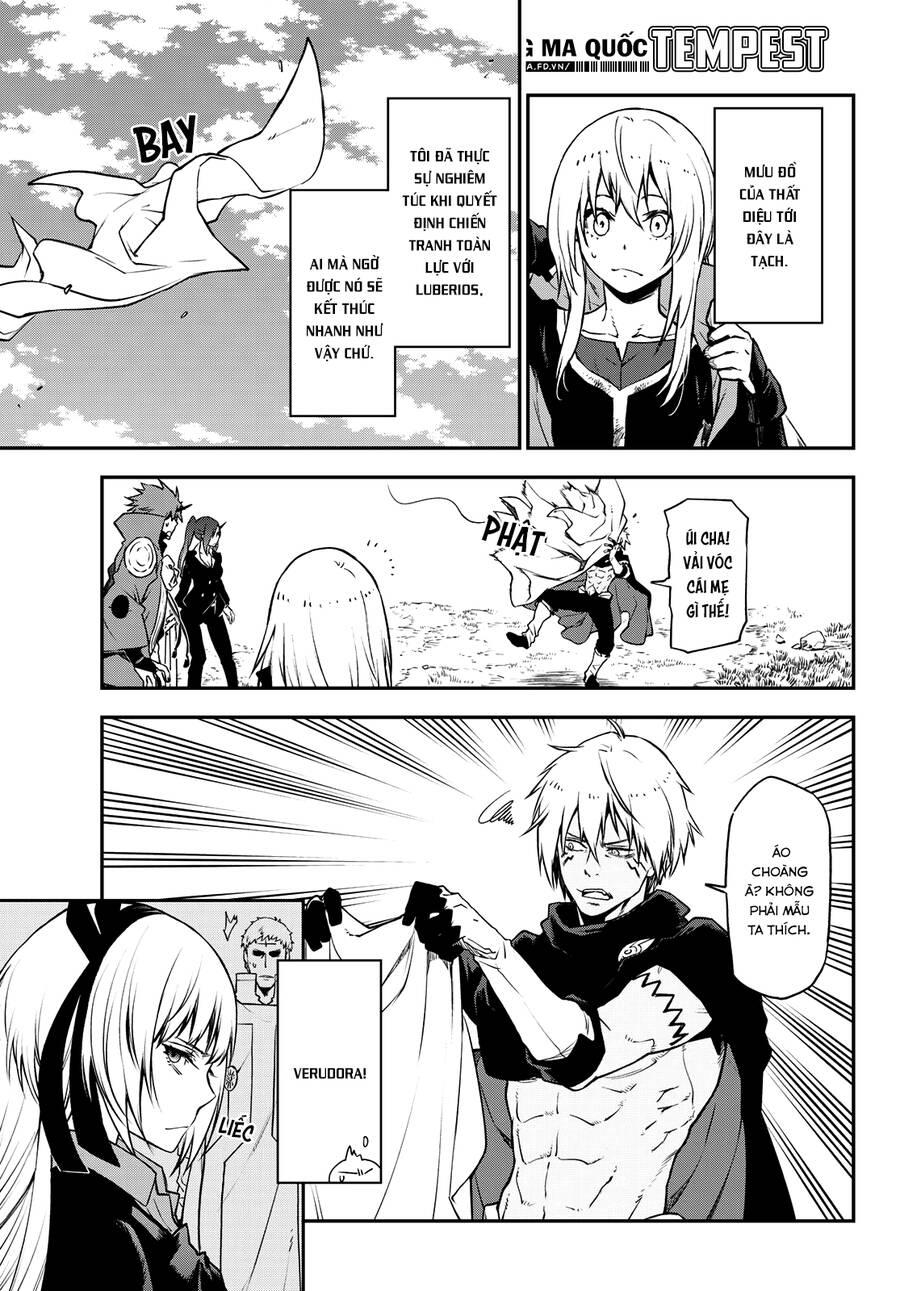 G MA QUỐC TEMPEST
A.FD.VN/
MƯU ĐỒ
CỦA THẤT
DIỆU TỚI
ĐÂY LÀ
TẠCH.
TÔI ĐÃ THỰC
SỰ NGHIÊM
TÚC KHI QUYẾT
ĐỊNH CHIẾN
TRANH TOÀN
LỰC VỚI
LUBERIOS.
AI MÀ NGỜ
ĐƯỢC NÓ SẼ
KẾT THÚC
NHANH NHƯ
VẬY CHỨ.
BAY
ÚI CHA!
VẢI VÓC
CÁI MẸ
GÌ THẾ!
PHẬT
ÁO
CHOÀNG
Ả? KHÔNG
PHẢI MẪU
TA THÍCH.
VERUDORA!
LIẾC